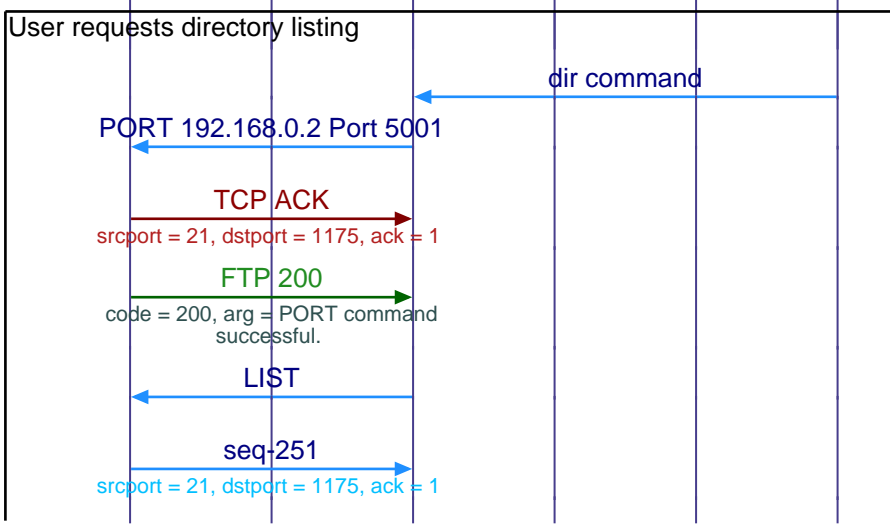 User requests directory listing
dir command
PORT 192.168.0.2 Port 5001
TCP ACK
srcport = 21, dstport = 1175, ack = 1
FTP 200
code = 200, arg = PORT command
successful.
LIST
seq-251
srcport = 21, dstport = 1175, ack = 1